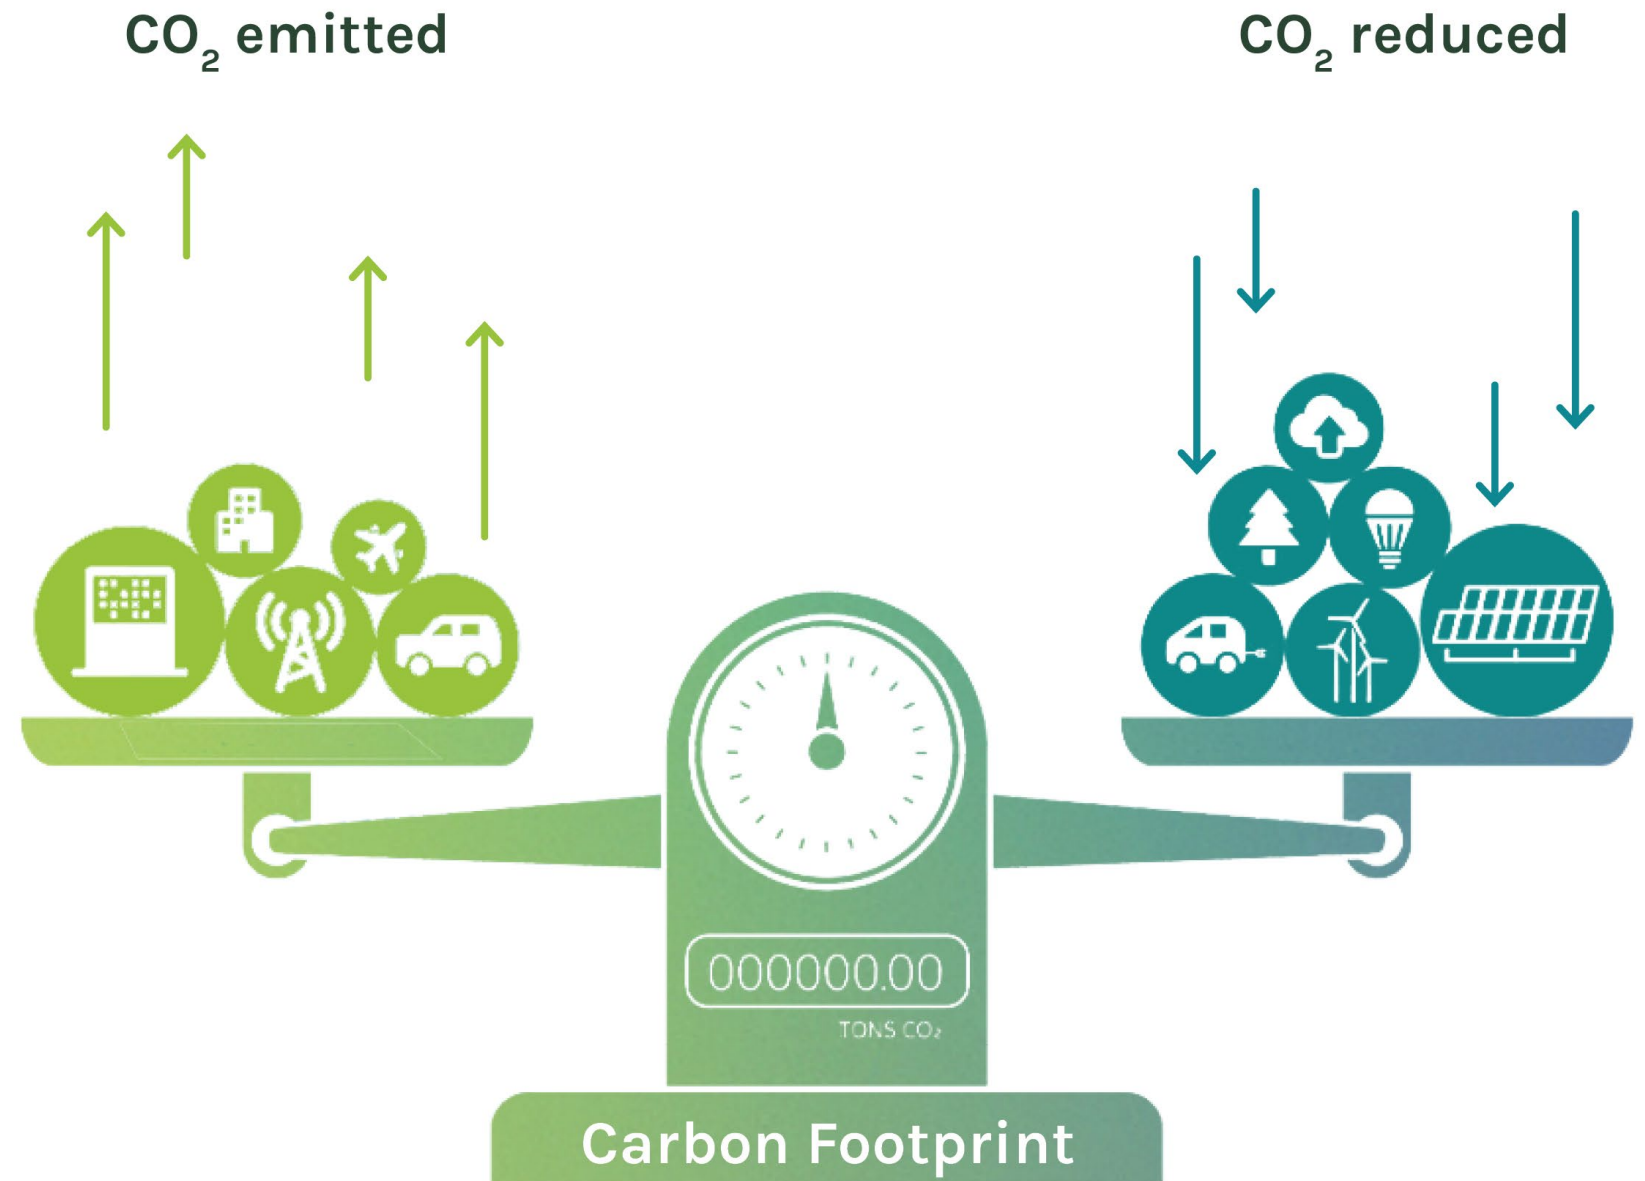 CO₂ emitted
CO₂ reduced
000000.00
TONS CO₂
Carbon Footprint